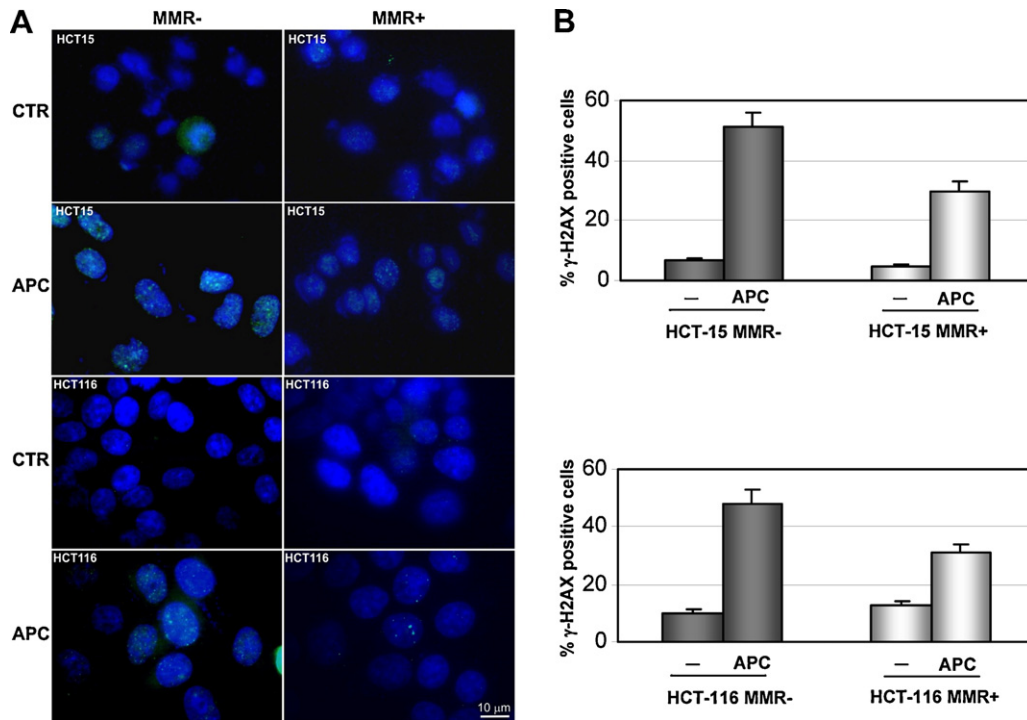 A
MMR-
MMR+
CTR
HCT15
HCT15
APC
HCT15
HCT15
CTR
HCT116
HCT116
APC
HCT116
HCT116
10 μm
B
% γ-H2AX positive cells
60
40
20
0
— APC — APC
HCT-15 MMR- HCT-15 MMR+
% γ-H2AX positive cells
60
40
20
0
— APC — APC
HCT-116 MMR- HCT-116 MMR+